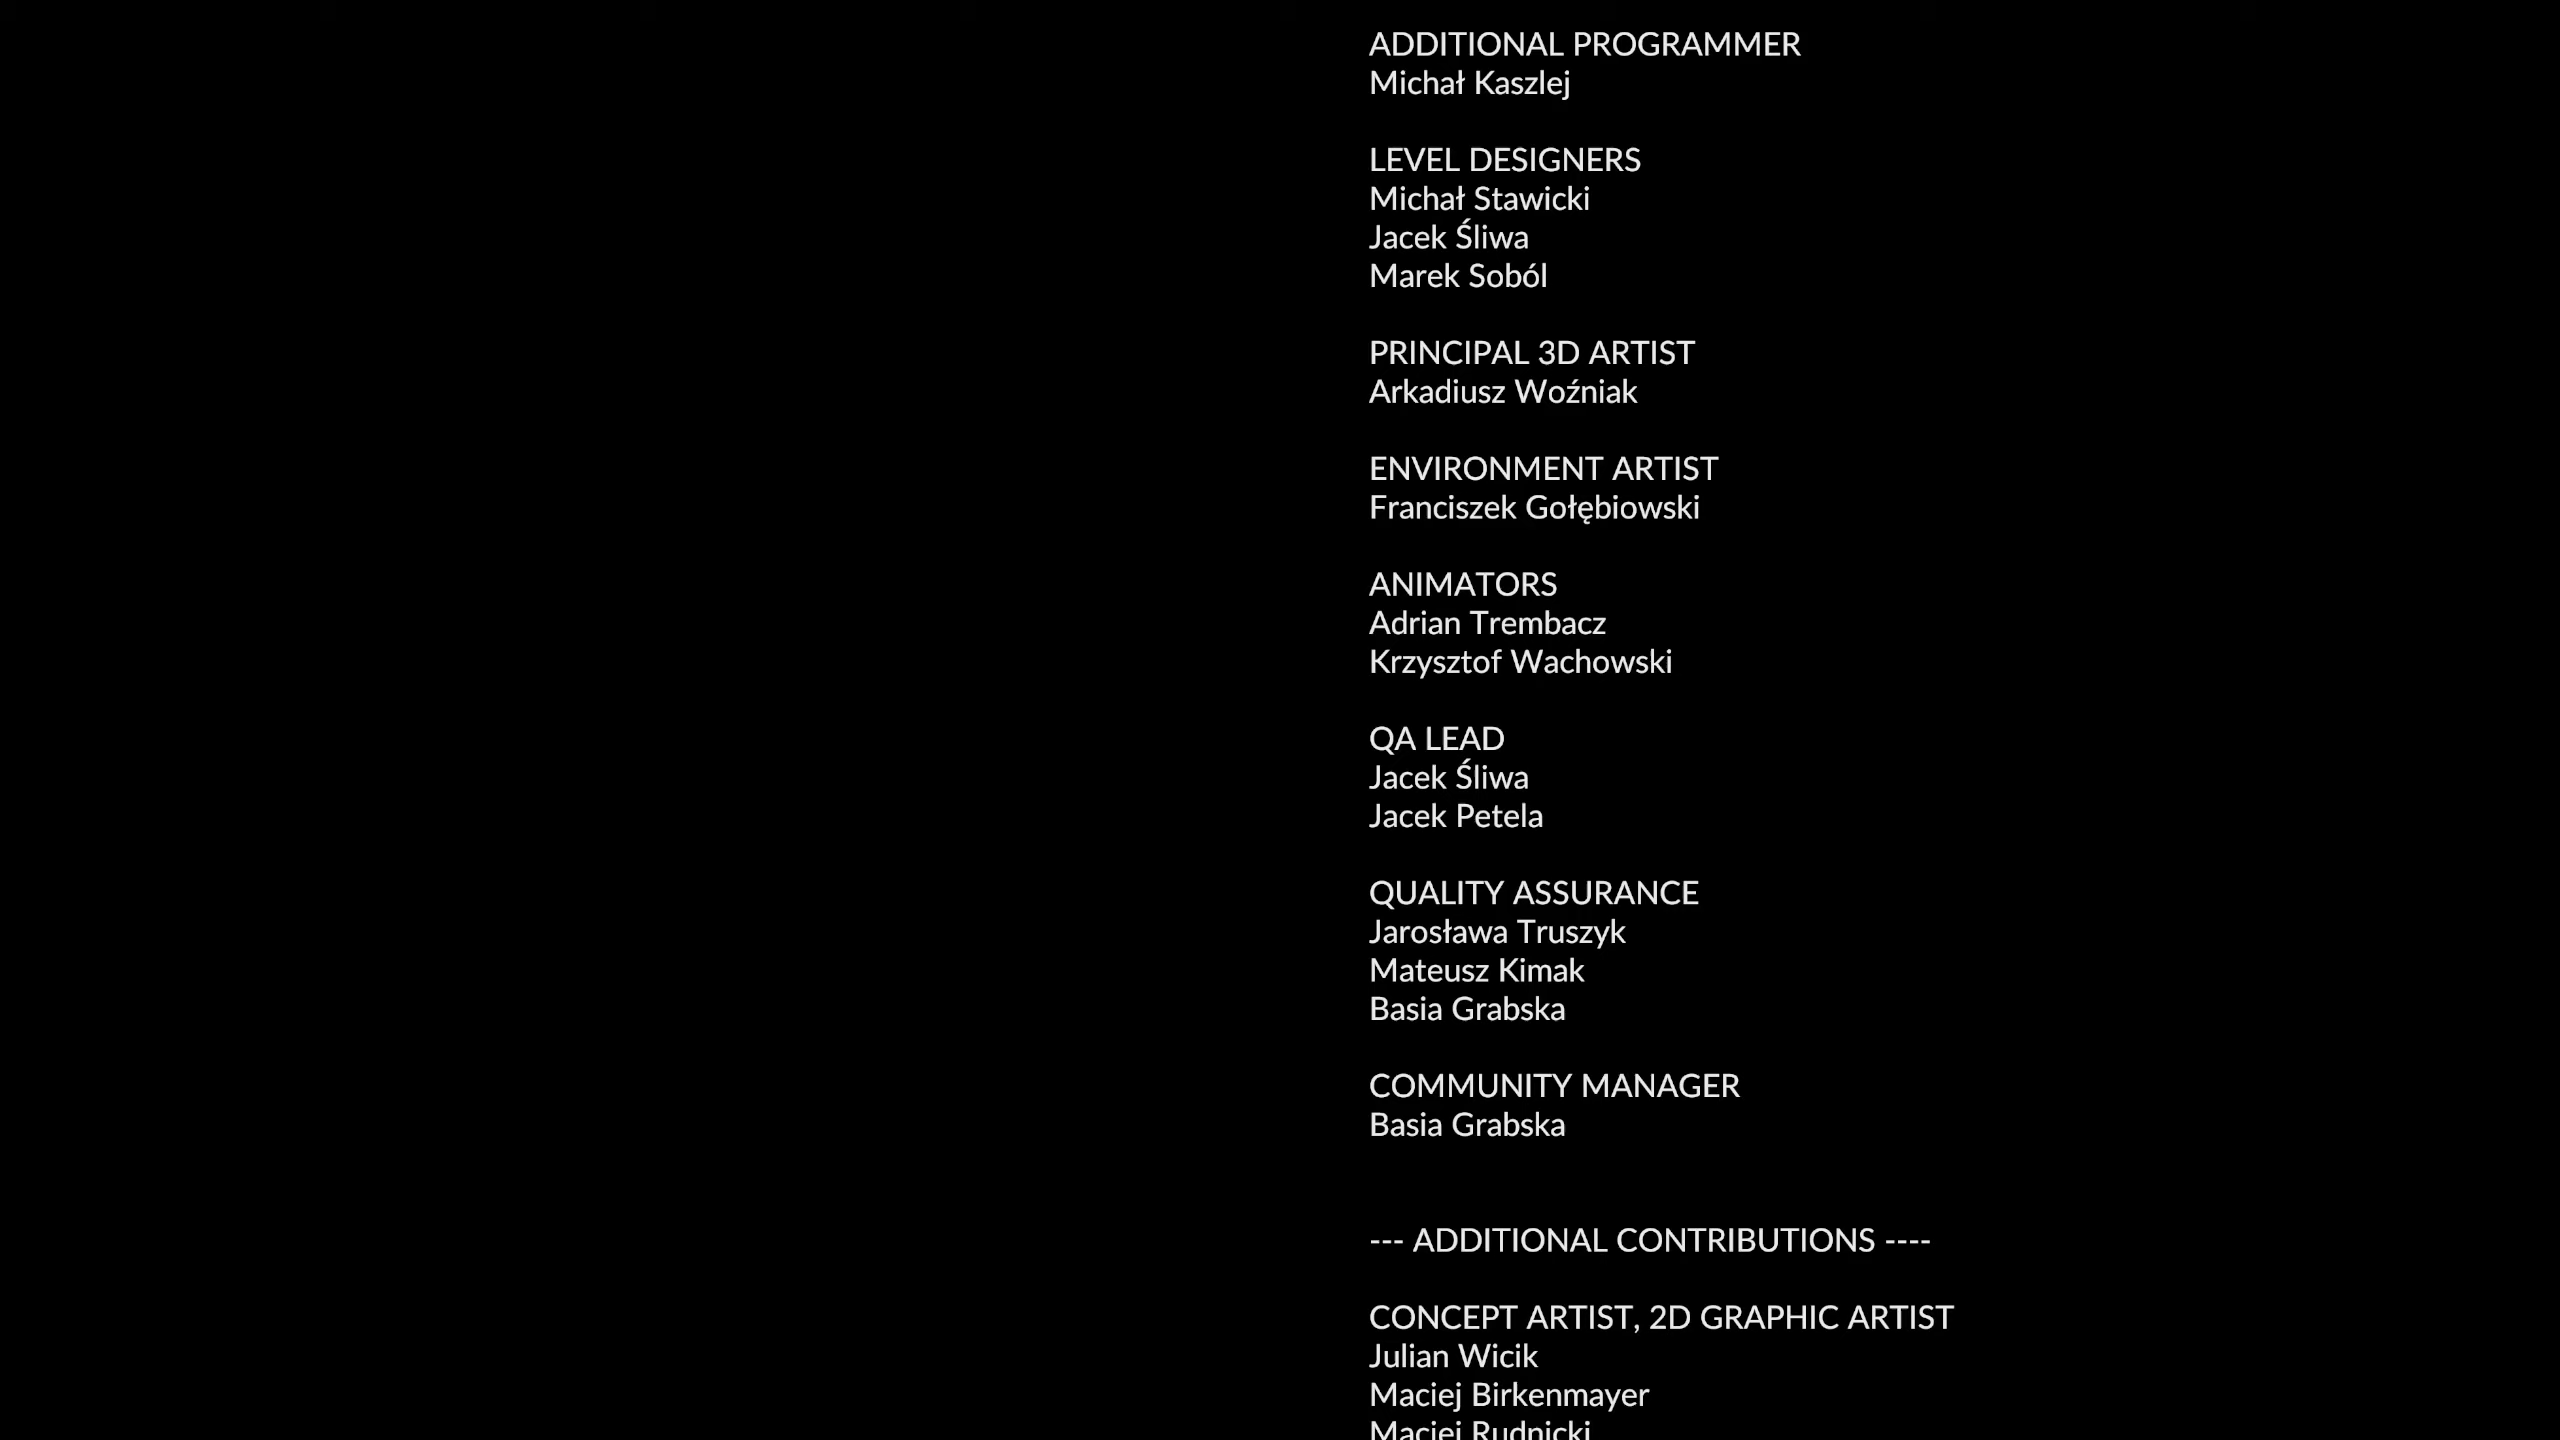 ADDITIONAL PROGRAMMER
Michał Kaszlej
LEVEL DESIGNERS
Michał Stawicki
Jacek Śliwa
Marek Soból
PRINCIPAL 3D ARTIST
Arkadiusz Woźniak
ENVIRONMENT ARTIST
Franciszek Gołębiowski
ANIMATORS
Adrian Trembacz
Krzysztof Wachowski
QA LEAD
Jacek Śliwa
Jacek Petela
QUALITY ASSURANCE
Jarosława Truszyk
Mateusz Kimak
Basia Grabska
COMMUNITY MANAGER
Basia Grabska
--- ADDITIONAL CONTRIBUTIONS ----
CONCEPT ARTIST, 2D GRAPHIC ARTIST
Julian Wicik
Maciej Birkenmayer
Maciej Rudnicki